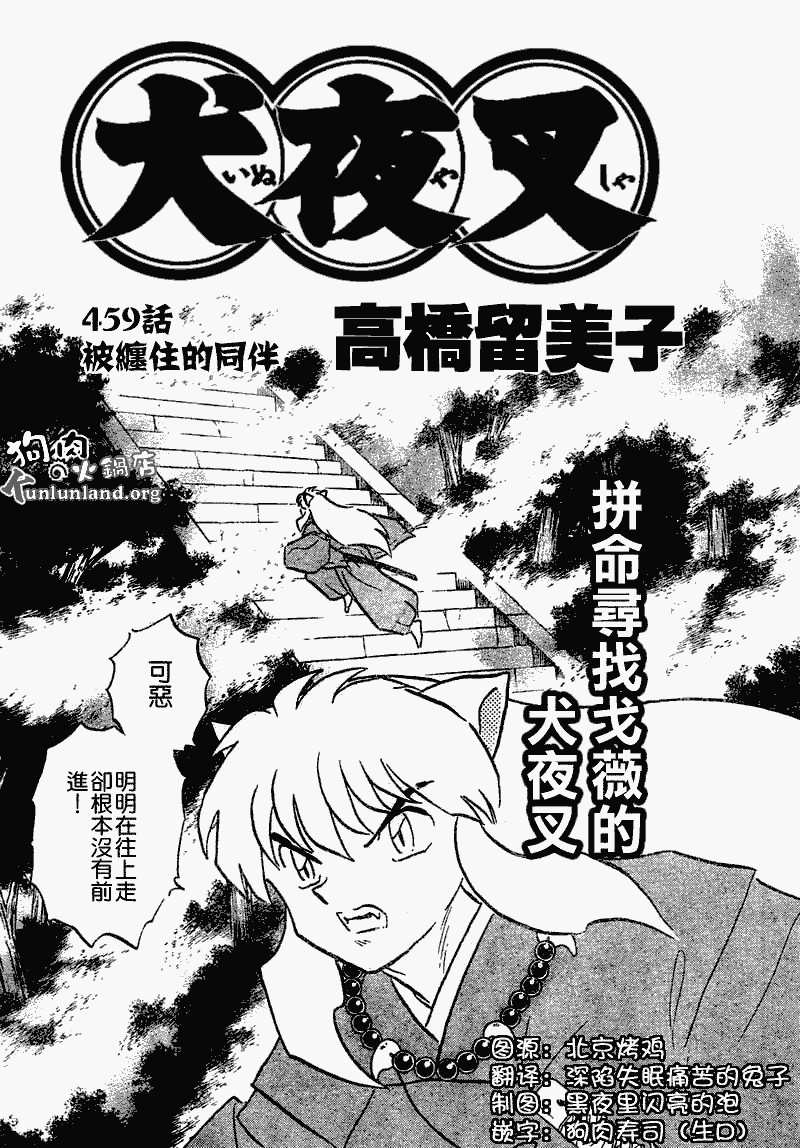 犬夜叉
いぬ や しゃ
459話
被纏住的同伴
高橋留美子
狗肉の火鍋店
Kunlunland.org
拼命尋找戈薇的
犬夜叉
可惡
明明在往上走
卻根本沒有前
進！
图源：北京烤鸡
翻译：深陷失眠痛苦的兔子
制图：黑夜里闪亮的泡
嵌字：狗肉寿司（生口）